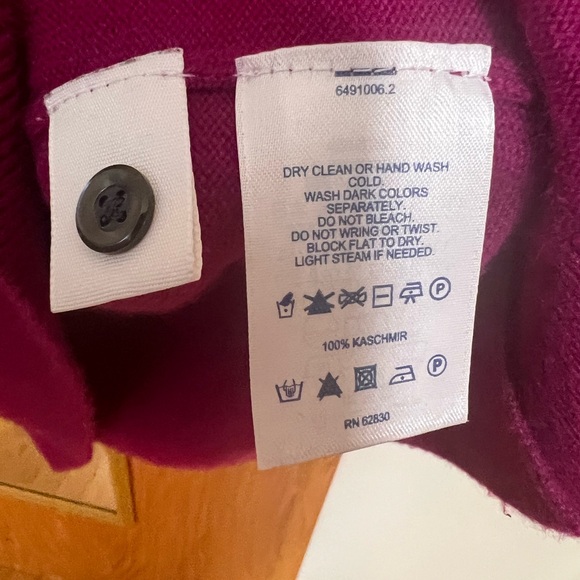 6491006.2
DRY CLEAN OR HAND WASH
COLD.
WASH DARK COLORS
SEPARATELY.
DO NOT BLEACH.
DO NOT WRING OR TWIST.
BLOCK FLAT TO DRY.
LIGHT STEAM IF NEEDED.
P
100% KASCHMIR
P
RN 62830